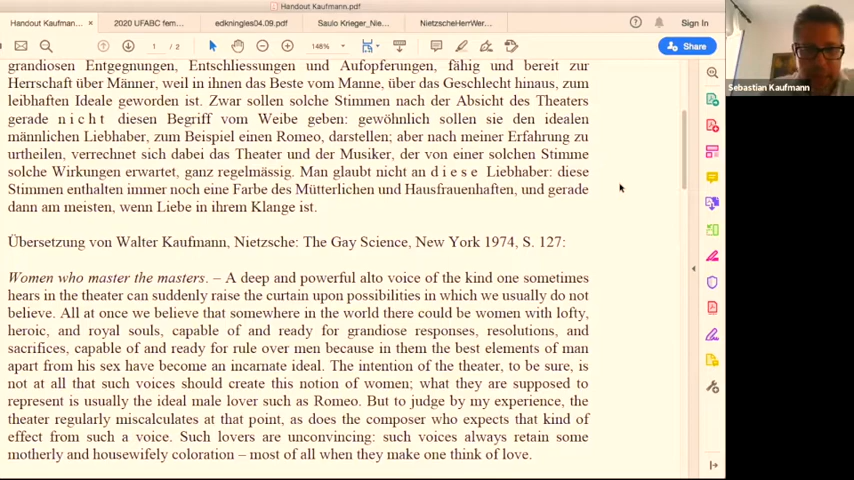 Handout Kaufmann.pdf
Handout Kaufmann.... ×
2020 UFABC fem...
edkningles04.09.pdf
Saulo Krieger_Nie...
NietzscheHerrWer...
Sign In
1 / 2
148%
Share
Sebastian Kaufmann
grandiosen Entgegnungen, Entschliessungen und Aufopferungen, fähig und bereit zur
Herrschaft über Männer, weil in ihnen das Beste vom Manne, über das Geschlecht hinaus, zum
leibhaften Ideale geworden ist. Zwar sollen solche Stimmen nach der Absicht des Theaters
gerade n i c h t diesen Begriff vom Weibe geben: gewöhnlich sollen sie den idealen
männlichen Liebhaber, zum Beispiel einen Romeo, darstellen; aber nach meiner Erfahrung zu
urtheilen, verrechnet sich dabei das Theater und der Musiker, der von einer solchen Stimme
solche Wirkungen erwartet, ganz regelmässig. Man glaubt nicht an d i e s e Liebhaber: diese
Stimmen enthalten immer noch eine Farbe des Mütterlichen und Hausfrauenhaften, und gerade
dann am meisten, wenn Liebe in ihrem Klange ist.
Übersetzung von Walter Kaufmann, Nietzsche: The Gay Science, New York 1974, S. 127:
Women who master the masters. – A deep and powerful alto voice of the kind one sometimes
hears in the theater can suddenly raise the curtain upon possibilities in which we usually do not
believe. All at once we believe that somewhere in the world there could be women with lofty,
heroic, and royal souls, capable of and ready for grandiose responses, resolutions, and
sacrifices, capable of and ready for rule over men because in them the best elements of man
apart from his sex have become an incarnate ideal. The intention of the theater, to be sure, is
not at all that such voices should create this notion of women; what they are supposed to
represent is usually the ideal male lover such as Romeo. But to judge by my experience, the
theater regularly miscalculates at that point, as does the composer who expects that kind of
effect from such a voice. Such lovers are unconvincing: such voices always retain some
motherly and housewifely coloration – most of all when they make one think of love.